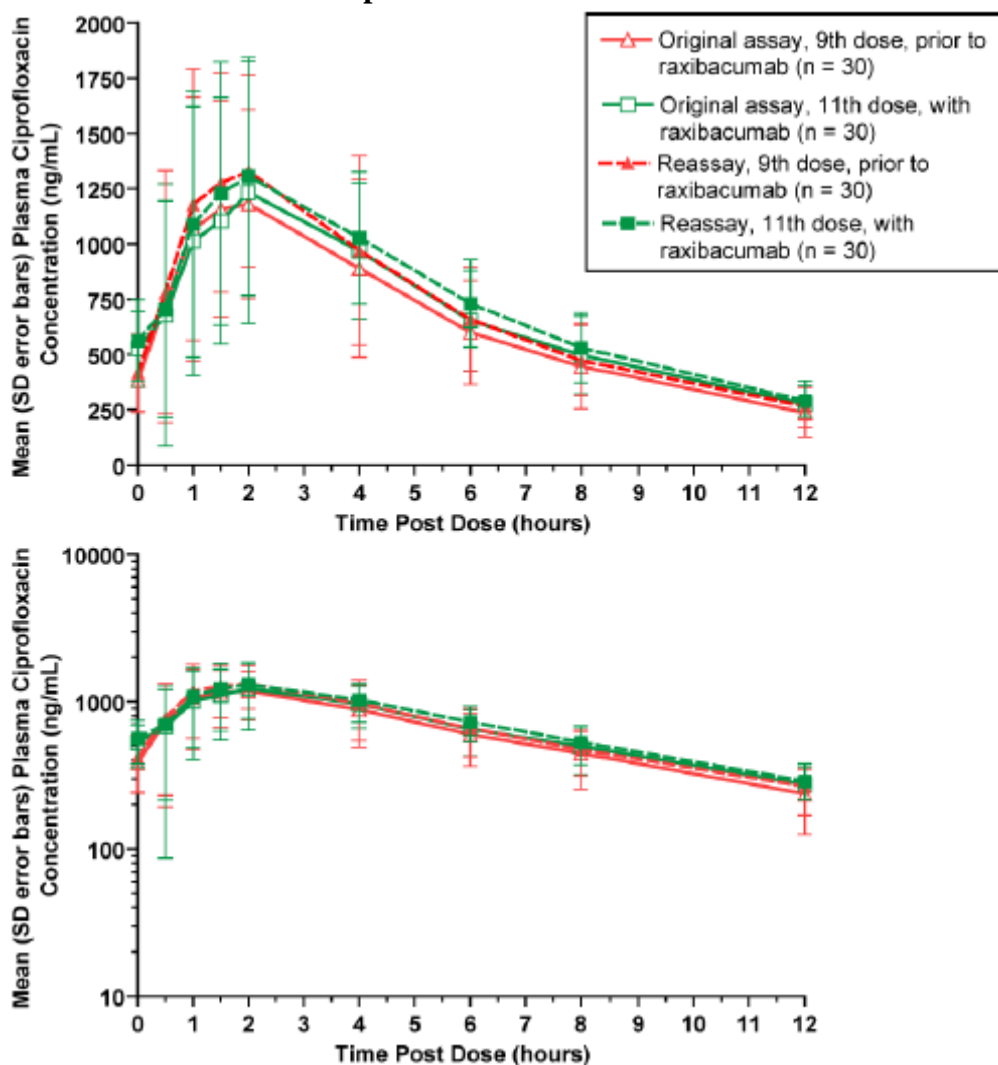 2000
1750
1500
1250
1000
750
500
250
0
Mean (SD error bars) Plasma Ciprofloxacin
Concentration (ng/mL)
0 1 2 3 4 5 6 7 8 9 10 11 12
Time Post Dose (hours)
Original assay, 9th dose, prior to
raxibacumab (n = 30)
Original assay, 11th dose, with
raxibacumab (n = 30)
Reassay, 9th dose, prior to
raxibacumab (n = 30)
Reassay, 11th dose, with
raxibacumab (n = 30)
10000
1000
100
10
Mean (SD error bars) Plasma Ciprofloxacin
Concentration (ng/mL)
0 1 2 3 4 5 6 7 8 9 10 11 12
Time Post Dose (hours)